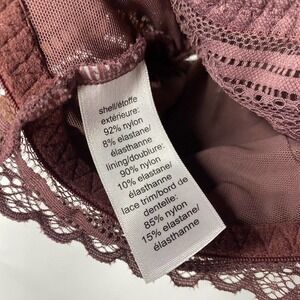 shell/étoffe
extérieure:
92% nylon
8% elastane/
élasthanne
lining/doublure:
90% nylon
10% elastane/
élasthanne
lace trim/bord de
dentelle:
85% nylon
15% elastane/
élasthanne